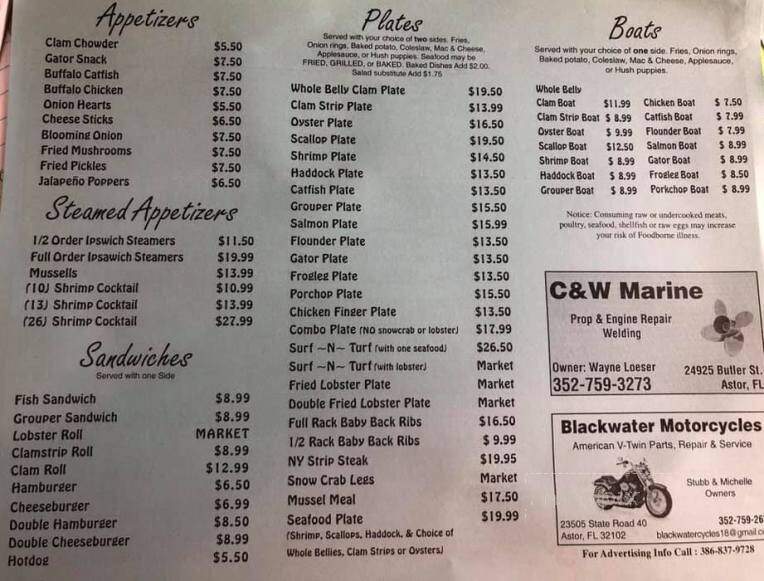 Appetizers
Clam Chowder $5.50
Gator Snack $7.50
Buffalo Catfish $7.50
Buffalo Chicken $7.50
Onion Hearts $5.50
Cheese Sticks $6.50
Blooming Onion $7.50
Fried Mushrooms $7.50
Fried Pickles $7.50
Jalapeño Poppers $6.50
Steamed Appetizers
1/2 Order Ipswich Steamers $11.50
Full Order Ipsawich Steamers $19.99
Mussells $13.99
(10) Shrimp Cocktail $10.99
(13) Shrimp Cocktail $13.99
(26) Shrimp Cocktail $27.99
Sandwiches
Served with one Side
Fish Sandwich $8.99
Grouper Sandwich $8.99
Lobster Roll MARKET
Clamstrip Roll $8.99
Clam Roll $12.99
Hamburger $6.50
Cheeseburger $6.99
Double Hamburger $8.50
Double Cheeseburger $8.99
Hotdog $5.50
Plates
Served with your choice of two sides. Fries,
Onion rings, Baked potato, Coleslaw, Mac & Cheese,
Applesauce, or Hush puppies. Seafood may be
FRIED, GRILLED, or BAKED. Baked Dishes Add $2.00.
Salad substitute Add $1.75
Whole Belly Clam Plate $19.50
Clam Strip Plate $13.99
Oyster Plate $16.50
Scallop Plate $19.50
Shrimp Plate $14.50
Haddock Plate $13.50
Catfish Plate $13.50
Grouper Plate $15.50
Salmon Plate $15.99
Flounder Plate $13.50
Gator Plate $13.50
Frogleg Plate $13.50
Porchop Plate $15.50
Chicken Finger Plate $13.50
Combo Plate (NO snowcrab or lobster) $17.99
Surf ~N~ Turf (with one seafood) $26.50
Surf ~N~ Turf (with lobster) Market
Fried Lobster Plate Market
Double Fried Lobster Plate Market
Full Rack Baby Back Ribs $16.50
1/2 Rack Baby Back Ribs $ 9.99
NY Strip Steak $19.95
Snow Crab Legs Market
Mussel Meal $17.50
Seafood Plate $19.99
(Shrimp, Scallops, Haddock, & Choice of
Whole Bellies, Clam Strips or Oysters)
Boats
Served with your choice of one side. Fries, Onion rings,
Baked potato, Coleslaw, Mac & Cheese, Applesauce,
or Hush puppies.
Whole Belly
Clam Boat $11.99 Chicken Boat $ 7.50
Clam Strip Boat $ 8.99 Catfish Boat $ 7.99
Oyster Boat $ 9.99 Flounder Boat $ 7.99
Scallop Boat $12.50 Salmon Boat $ 8.99
Shrimp Boat $ 8.99 Gator Boat $ 8.99
Haddock Boat $ 8.99 Frogleg Boat $ 8.50
Grouper Boat $ 8.99 Porkchop Boat $ 8.99
Notice: Consuming raw or undercooked meats,
poultry, seafood, shellfish or raw eggs may increase
your risk of Foodborne illness.
C&W Marine
Prop & Engine Repair
Welding
Owner: Wayne Loeser 24925 Butler St.
352-759-3273 Astor, FL
Blackwater Motorcycles
American V-Twin Parts, Repair & Service
Stubb & Michelle
Owners
23505 State Road 40 352-759-26
Astor, FL 32102 blackwatercycles18@gmail.c
For Advertising Info Call : 386-837-9728